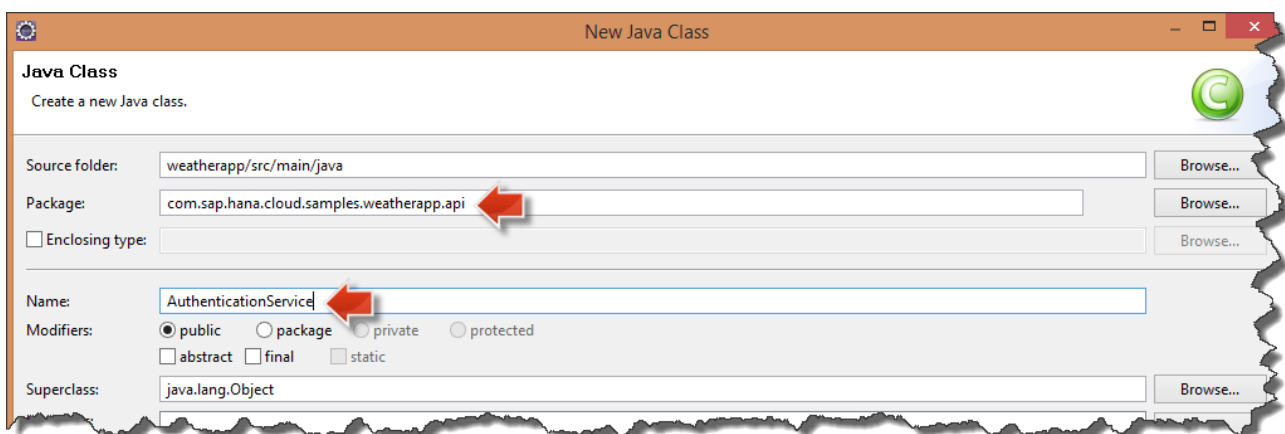 New Java Class
Java Class
Create a new Java class.
C
Source folder: weatherapp/src/main/java Browse...
Package: com.sap.hana.cloud.samples.weatherapp.api Browse...
Enclosing type: Browse...
Name: AuthenticationService
Modifiers: public package private protected
abstract final static
Superclass: java.lang.Object Browse...